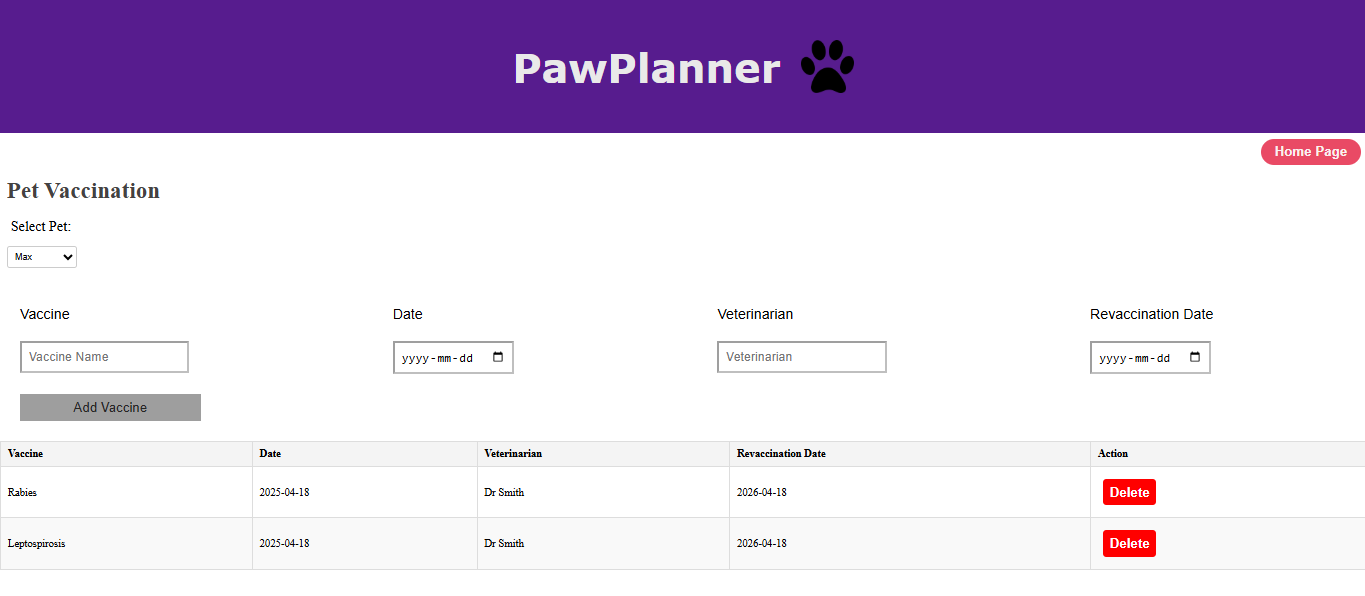 PawPlanner
Home Page
Pet Vaccination
Select Pet:
Max
Vaccine Date Veterinarian Revaccination Date
Vaccine Name yyyy-mm-dd Veterinarian yyyy-mm-dd
Add Vaccine
Vaccine Date Veterinarian Revaccination Date Action
Rabies 2025-04-18 Dr Smith 2026-04-18 Delete
Leptospirosis 2025-04-18 Dr Smith 2026-04-18 Delete